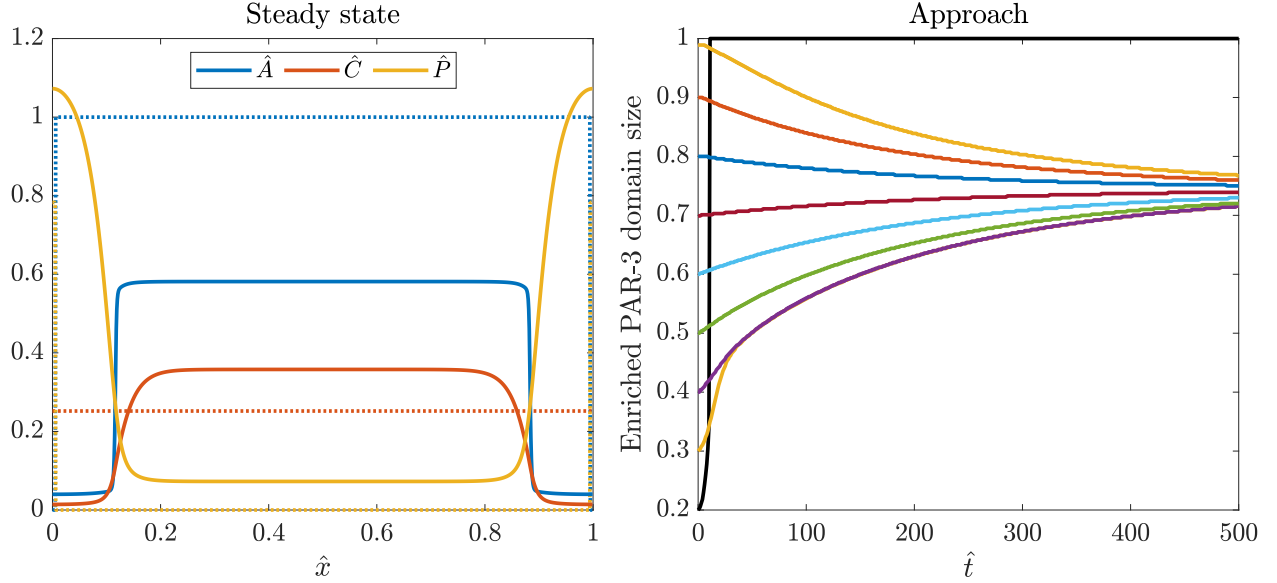 Steady state
1.2
1
0.8
0.6
0.4
0.2
0
Â Ĉ P̂
0 0.2 0.4 0.6 0.8 1
x̂
Approach
Enriched PAR-3 domain size
1
0.9
0.8
0.7
0.6
0.5
0.4
0.3
0.2
0 100 200 300 400 500
t̂